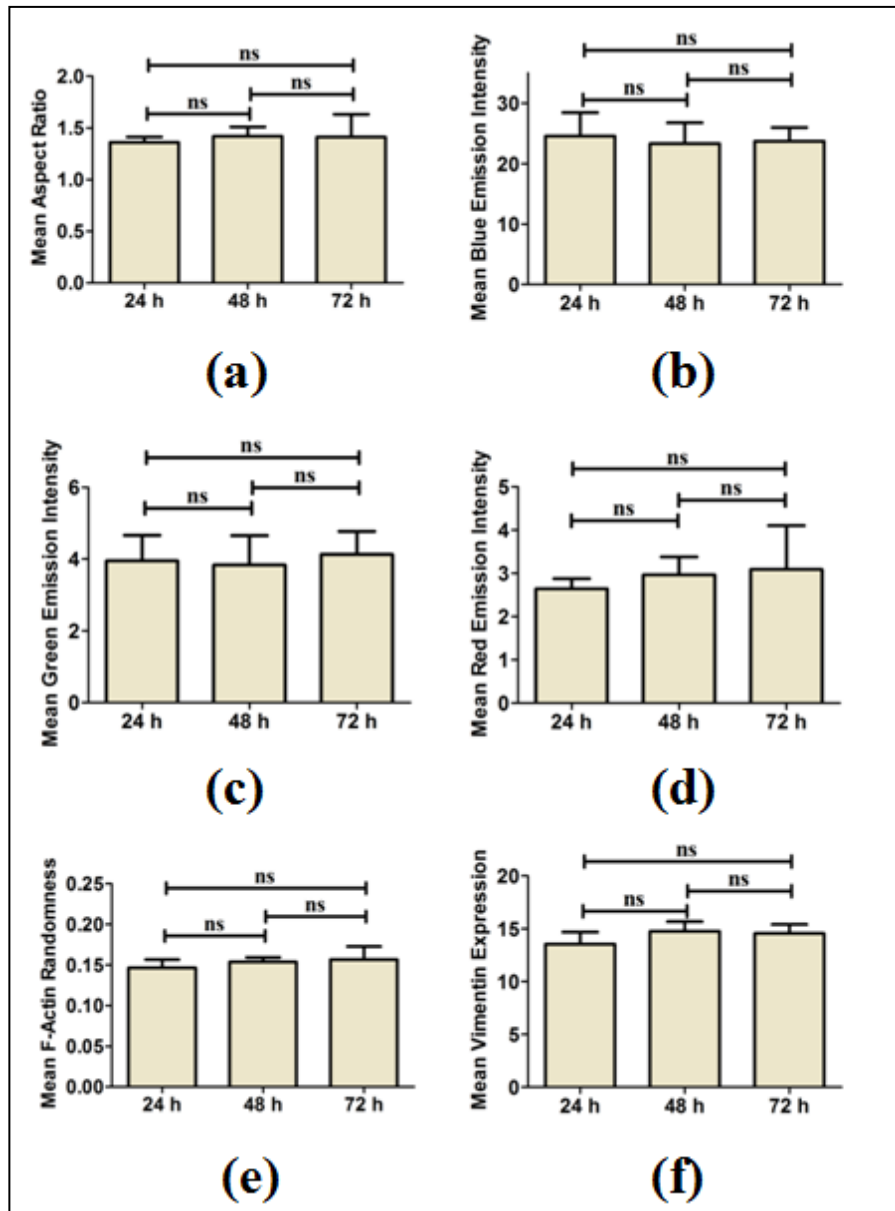 ns
ns
ns
Mean Aspect Ratio
2.0
1.5
1.0
0.5
0.0
24 h 48 h 72 h
(a)
ns
ns
ns
Mean Blue Emission Intensity
30
20
10
0
24 h 48 h 72 h
(b)
ns
ns
ns
Mean Green Emission Intensity
6
4
2
0
24 h 48 h 72 h
(c)
ns
ns
ns
Mean Red Emission Intensity
5
4
3
2
1
0
24 h 48 h 72 h
(d)
ns
ns
ns
Mean F-Actin Randomness
0.25
0.20
0.15
0.10
0.05
0.00
24 h 48 h 72 h
(e)
ns
ns
ns
Mean Vimentin Expression
20
15
10
5
0
24 h 48 h 72 h
(f)